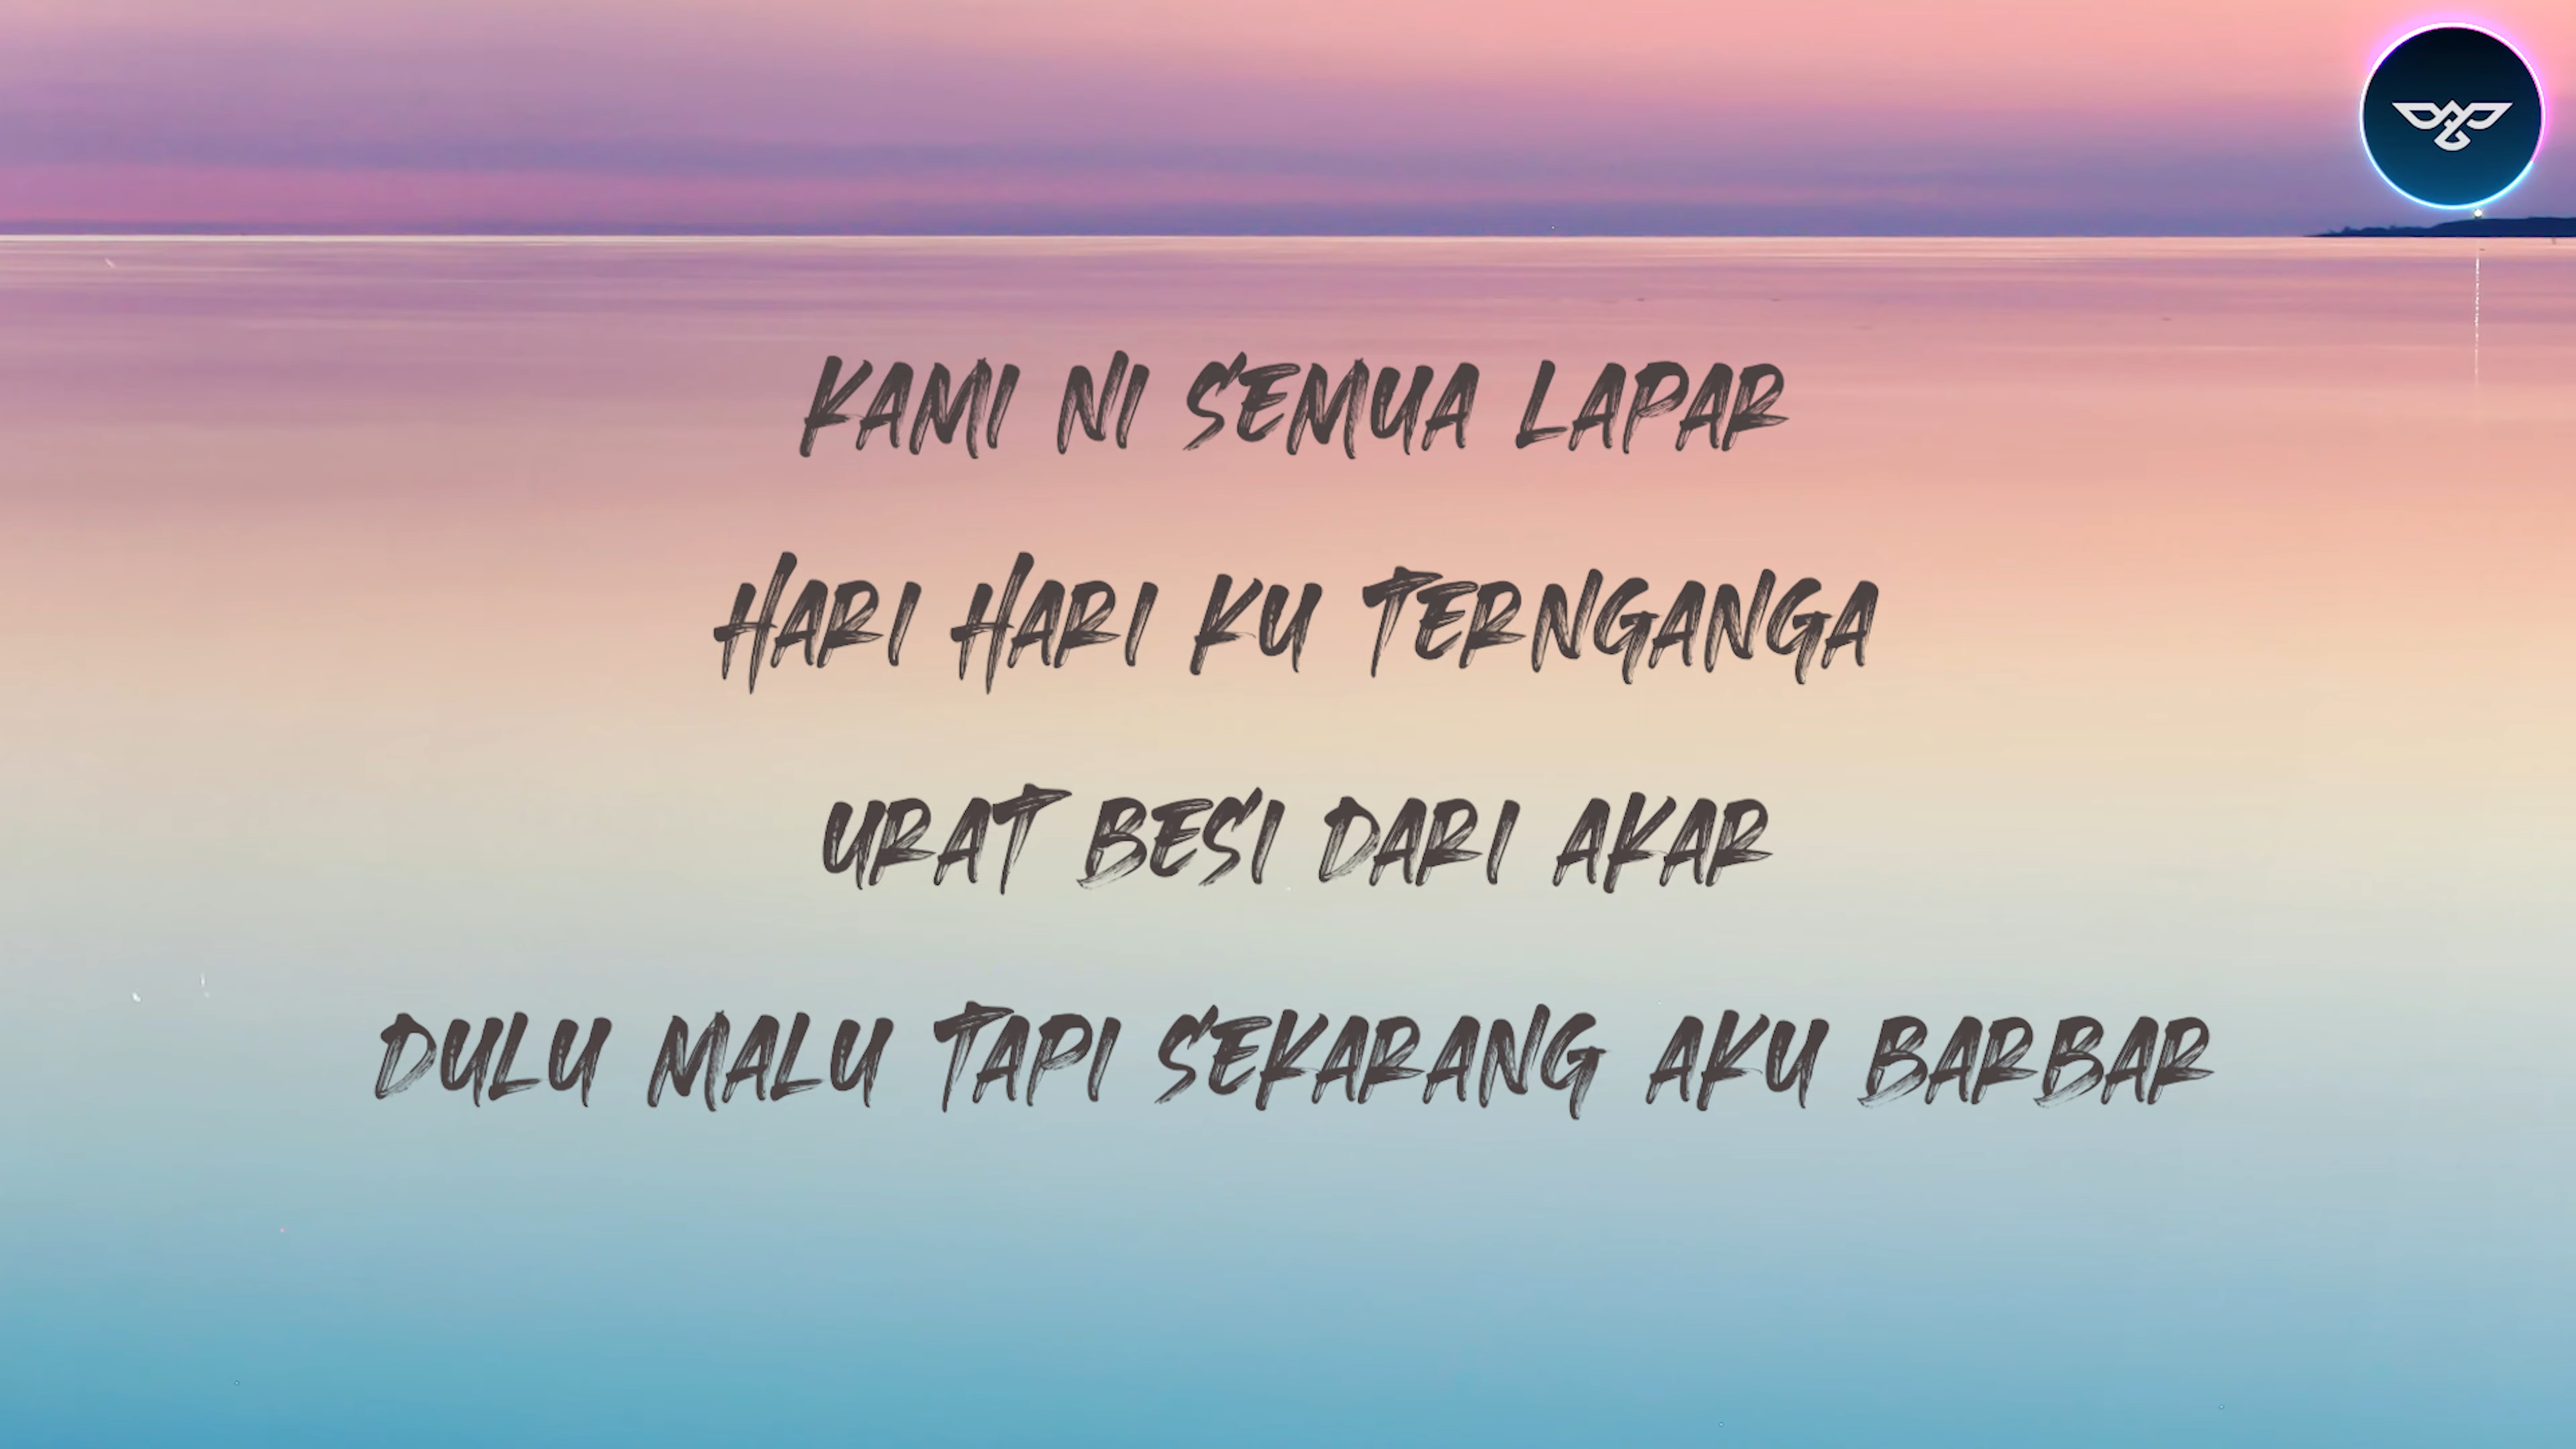 KAMI NI SEMUA LAPAR
HARI HARI KU TERNGANGA
URAT BESI DARI AKAR
DULU MALU TAPI SEKARANG AKU BARBAR